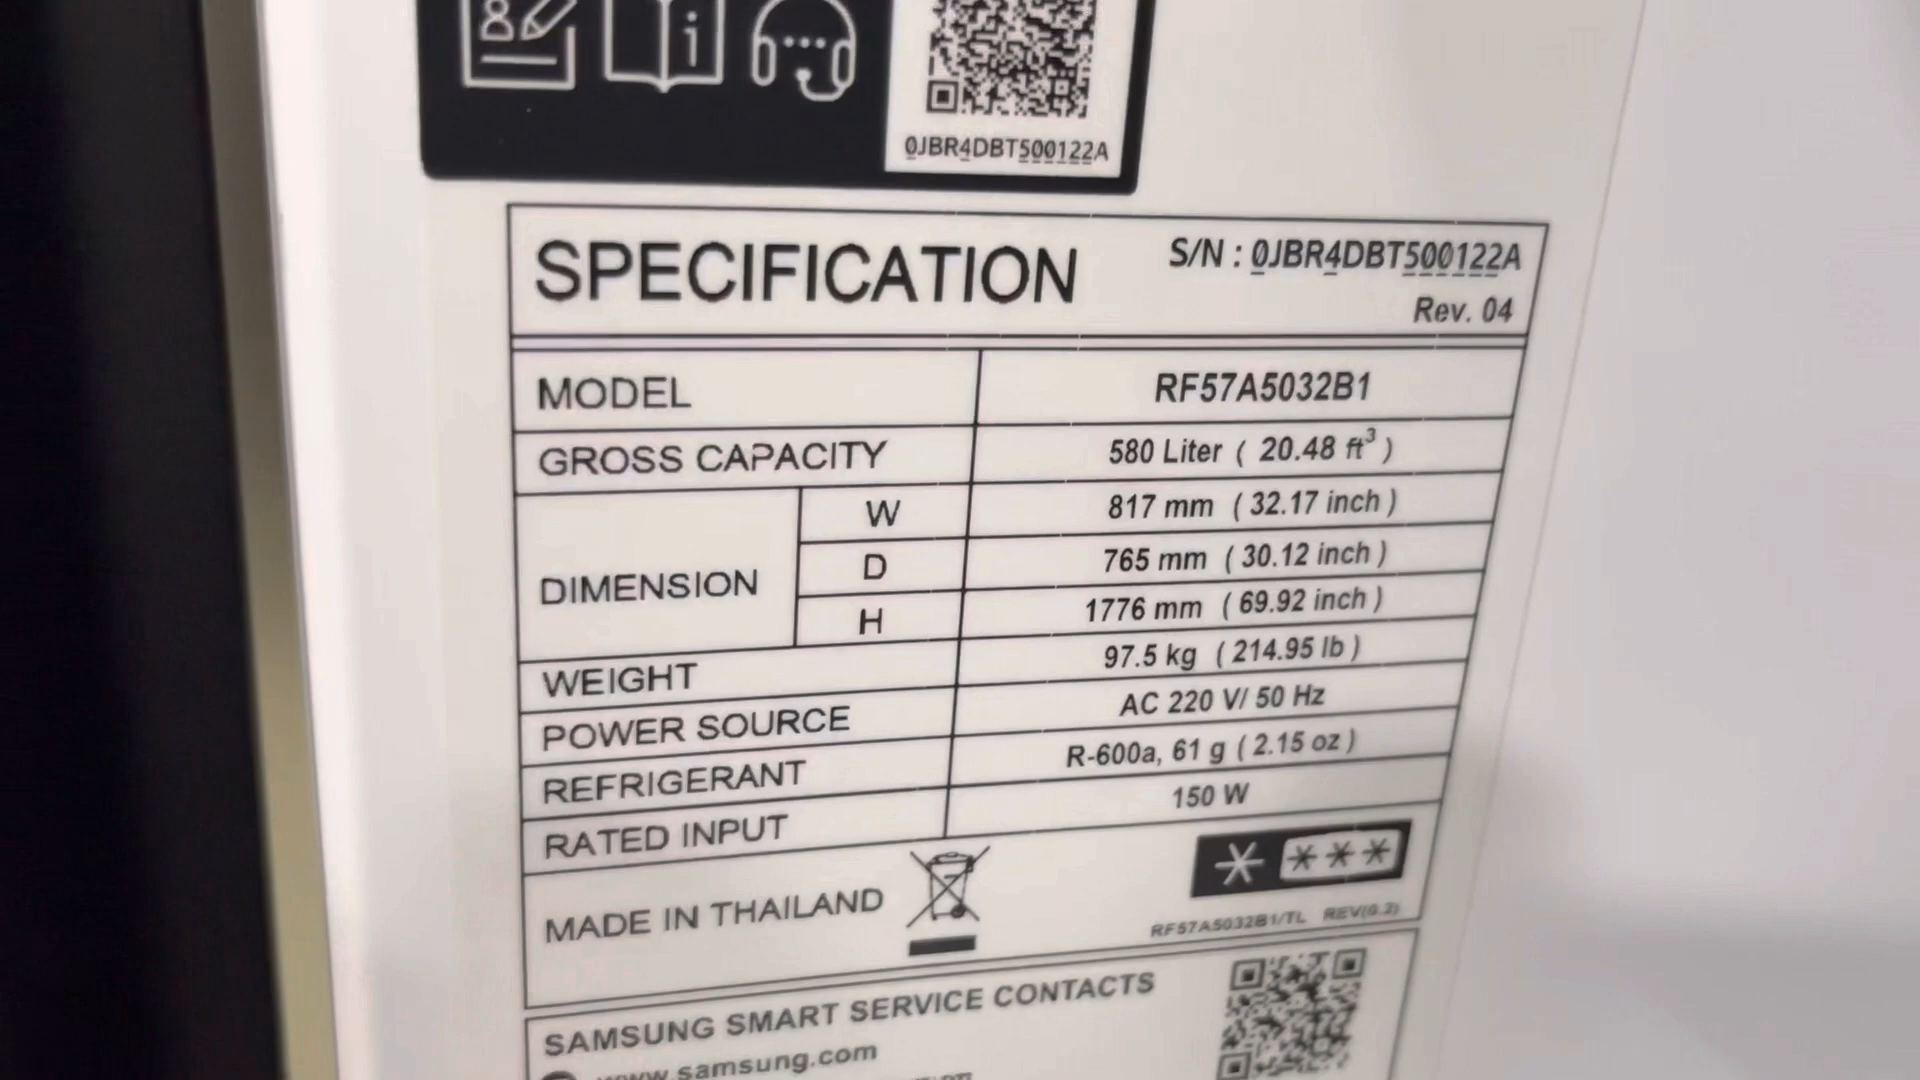 0JBR4DBT500122A
SPECIFICATION
S/N : 0JBR4DBT500122A
Rev. 04
MODEL RF57A5032B1
GROSS CAPACITY 580 Liter ( 20.48 ft³ )
DIMENSION
W 817 mm ( 32.17 inch )
D 765 mm ( 30.12 inch )
H 1776 mm ( 69.92 inch )
WEIGHT 97.5 kg ( 214.95 lb )
POWER SOURCE AC 220 V/ 50 Hz
REFRIGERANT R-600a, 61 g ( 2.15 oz )
RATED INPUT 150 W
MADE IN THAILAND
RF57A5032B1/TL REV(0.2)
SAMSUNG SMART SERVICE CONTACTS
www.samsung.com